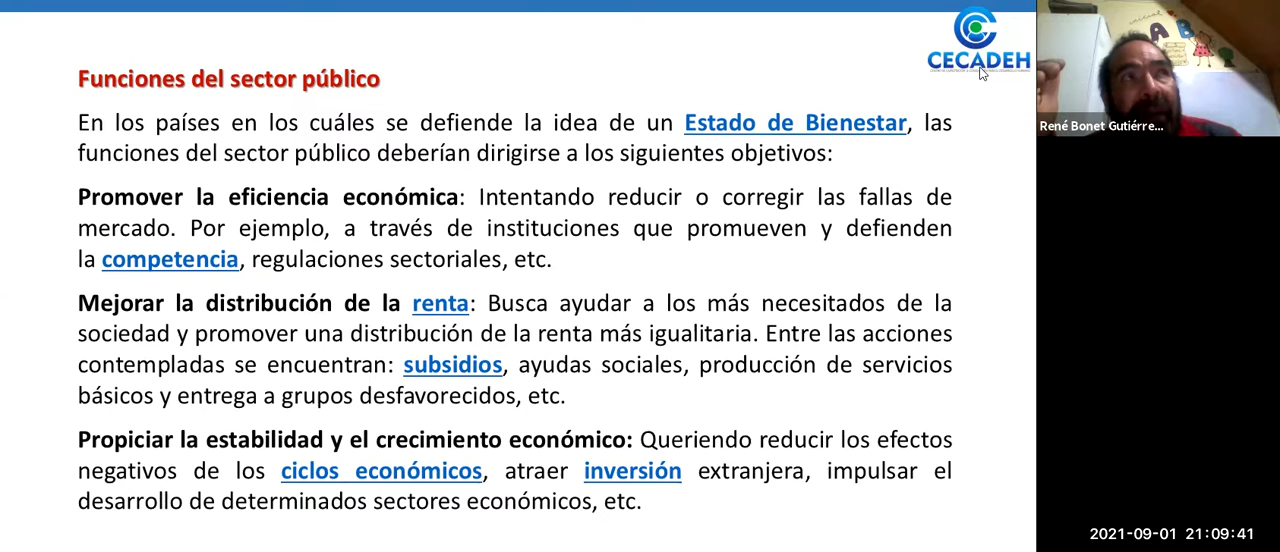 CECADEH
Funciones del sector público
En los países en los cuáles se defiende la idea de un Estado de Bienestar, las
funciones del sector público deberían dirigirse a los siguientes objetivos:
Promover la eficiencia económica: Intentando reducir o corregir las fallas de
mercado. Por ejemplo, a través de instituciones que promueven y defienden
la competencia, regulaciones sectoriales, etc.
Mejorar la distribución de la renta: Busca ayudar a los más necesitados de la
sociedad y promover una distribución de la renta más igualitaria. Entre las acciones
contempladas se encuentran: subsidios, ayudas sociales, producción de servicios
básicos y entrega a grupos desfavorecidos, etc.
Propiciar la estabilidad y el crecimiento económico: Queriendo reducir los efectos
negativos de los ciclos económicos, atraer inversión extranjera, impulsar el
desarrollo de determinados sectores económicos, etc.
A B
René Bonet Gutiérre...
2021-09-01 21:09:41